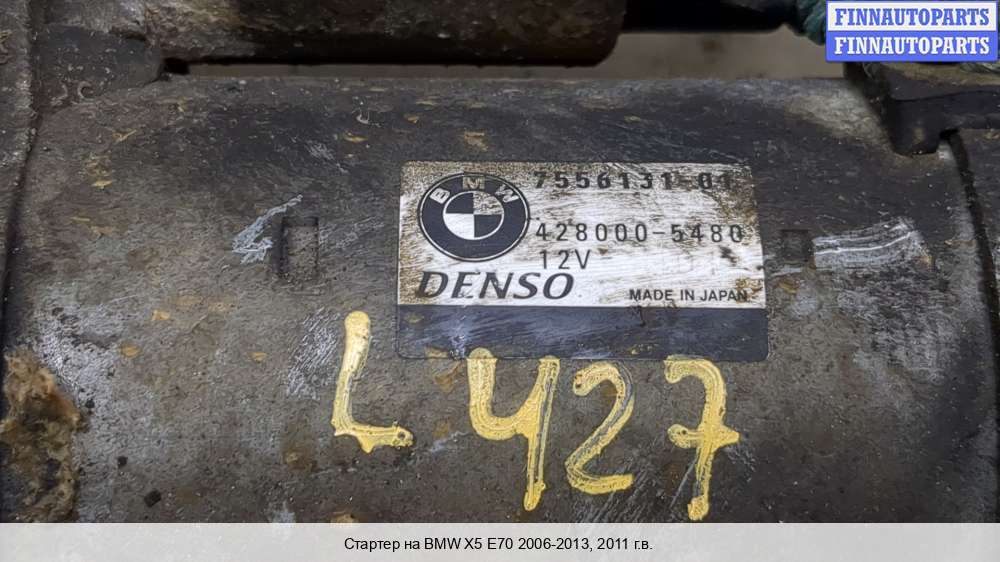 FINNAUTOPARTS
FINNAUTOPARTS
BMW
7556131-01
428000-5480
12V
DENSO
MADE IN JAPAN
L 427
Стартер на BMW X5 E70 2006-2013, 2011 г.в.